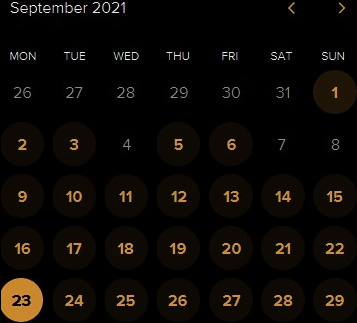 September 2021
MON TUE WED THU FRI SAT SUN
26 27 28 29 30 31 1
2 3 4 5 6 7 8
9 10 11 12 13 14 15
16 17 18 19 20 21 22
23 24 25 26 27 28 29